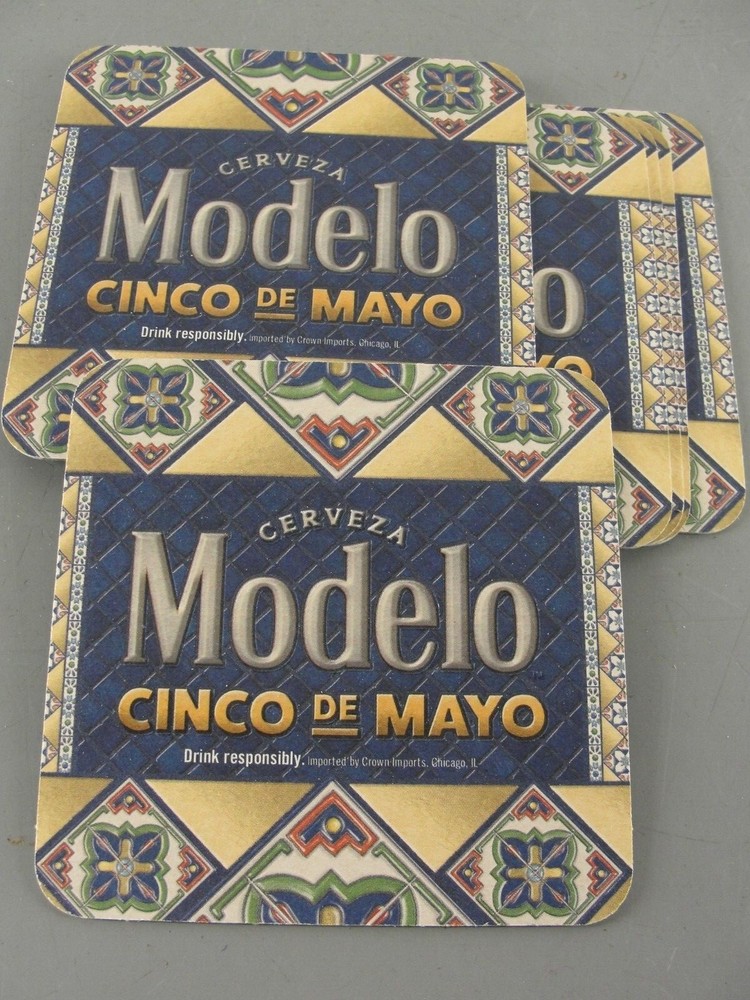 CERVEZA
Modelo
CINCO DE MAYO
Drink responsibly. Imported by Crown Imports, Chicago, IL
o
YO
CERVEZA
Modelo
CINCO DE MAYO
Drink responsibly. Imported by Crown Imports, Chicago, IL